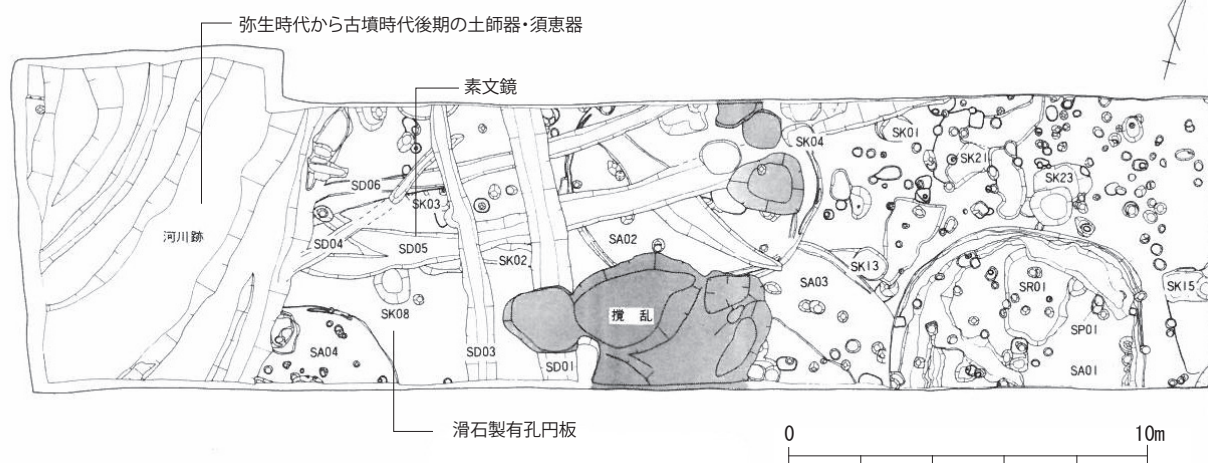 弥生時代から古墳時代後期の土師器・須恵器
素文鏡
SK04
SK01
SK21
SK23
SD06
SK03
河川跡
SD04
SD05
SK02
SA02
SK13
SA03
SR01
SK15
SK08
攪乱
SP01
SA04
SD03
SD01
SA01
滑石製有孔円板
0
10m